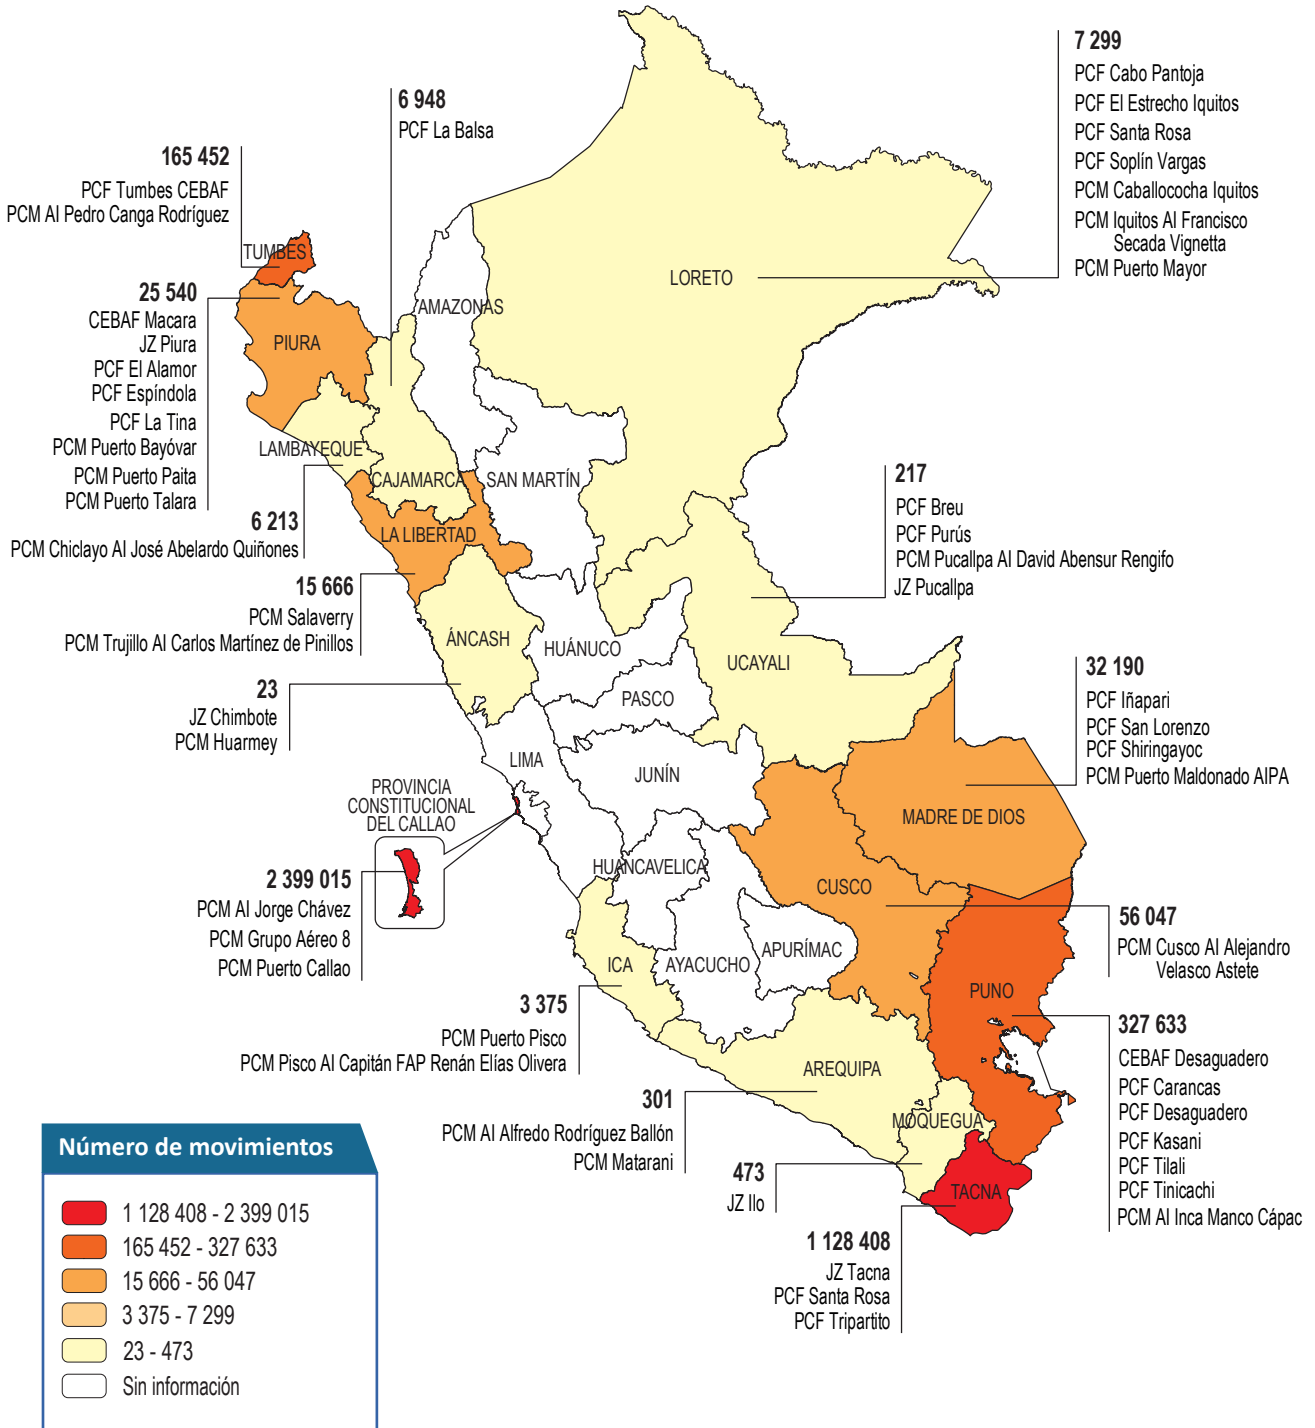 7 299
PCF Cabo Pantoja
PCF El Estrecho Iquitos
PCF Santa Rosa
PCF Soplín Vargas
PCM Caballococha Iquitos
PCM Iquitos AI Francisco
Secada Vignetta
PCM Puerto Mayor
6 948
PCF La Balsa
165 452
PCF Tumbes CEBAF
PCM AI Pedro Canga Rodríguez
TUMBES
25 540
CEBAF Macara
JZ Piura
PCF El Alamor
PCF Espíndola
PCF La Tina
PCM Puerto Bayóvar
PCM Puerto Paita
PCM Puerto Talara
PIURA
AMAZONAS
LORETO
LAMBAYEQUE
CAJAMARCA
SAN MARTÍN
6 213
PCM Chiclayo AI José Abelardo Quiñones
LA LIBERTAD
15 666
PCM Salaverry
PCM Trujillo AI Carlos Martínez de Pinillos
217
PCF Breu
PCF Purús
PCM Pucallpa AI David Abensur Rengifo
JZ Pucallpa
ÁNCASH
HUÁNUCO
UCAYALI
23
JZ Chimbote
PCM Huarmey
PASCO
32 190
PCF Iñapari
PCF San Lorenzo
PCF Shiringayoc
PCM Puerto Maldonado AIPA
LIMA
JUNÍN
MADRE DE DIOS
PROVINCIA
CONSTITUCIONAL
DEL CALLAO
2 399 015
PCM AI Jorge Chávez
PCM Grupo Aéreo 8
PCM Puerto Callao
HUANCAVELICA
CUSCO
56 047
PCM Cusco AI Alejandro
Velasco Astete
ICA
AYACUCHO
APURÍMAC
PUNO
3 375
PCM Puerto Pisco
PCM Pisco AI Capitán FAP Renán Elías Olivera
327 633
CEBAF Desaguadero
PCF Carancas
PCF Desaguadero
PCF Kasani
PCF Tilali
PCF Tinicachi
PCM AI Inca Manco Cápac
AREQUIPA
301
PCM AI Alfredo Rodríguez Ballón
PCM Matarani
MOQUEGUA
473
JZ Ilo
TACNA
1 128 408
JZ Tacna
PCF Santa Rosa
PCF Tripartito
Número de movimientos
1 128 408 - 2 399 015
165 452 - 327 633
15 666 - 56 047
3 375 - 7 299
23 - 473
Sin información